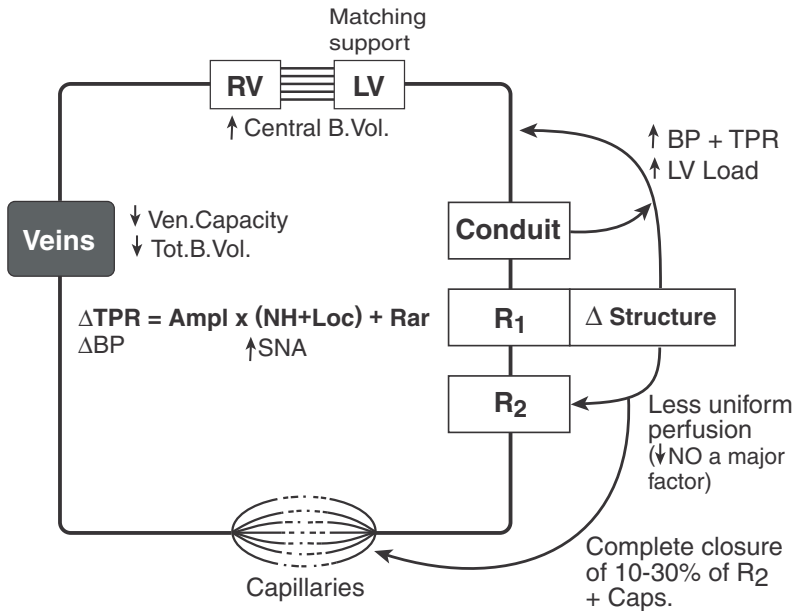 Matching
support
RV
LV
↑ Central B.Vol.
↑ BP + TPR
↑ LV Load
Veins
↓ Ven.Capacity
↓ Tot.B.Vol.
Conduit
ΔTPR = Ampl x (NH+Loc) + Rar
ΔBP
↑SNA
R₁
Δ Structure
R₂
Less uniform
perfusion
(↓NO a major
factor)
Capillaries
Complete closure
of 10-30% of R₂
+ Caps.